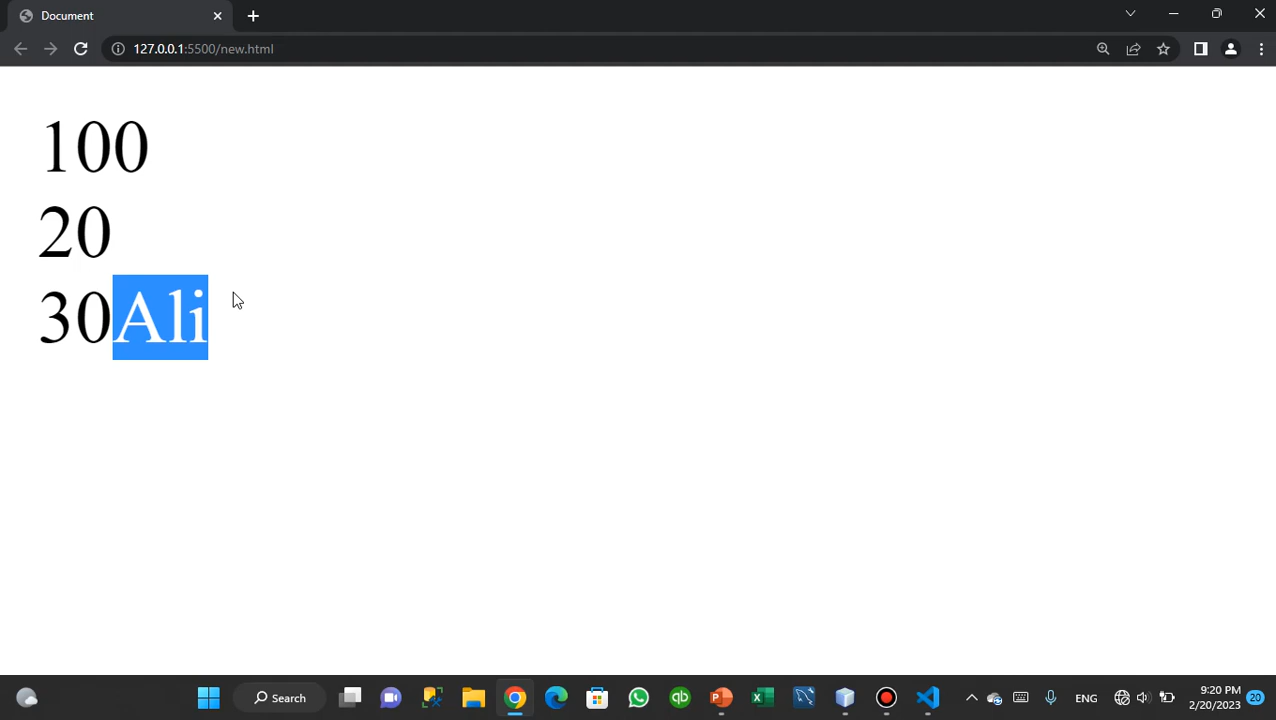 Document
127.0.0.1:5500/new.html
100
20
30Ali
Search
ENG
9:20 PM
2/20/2023
20